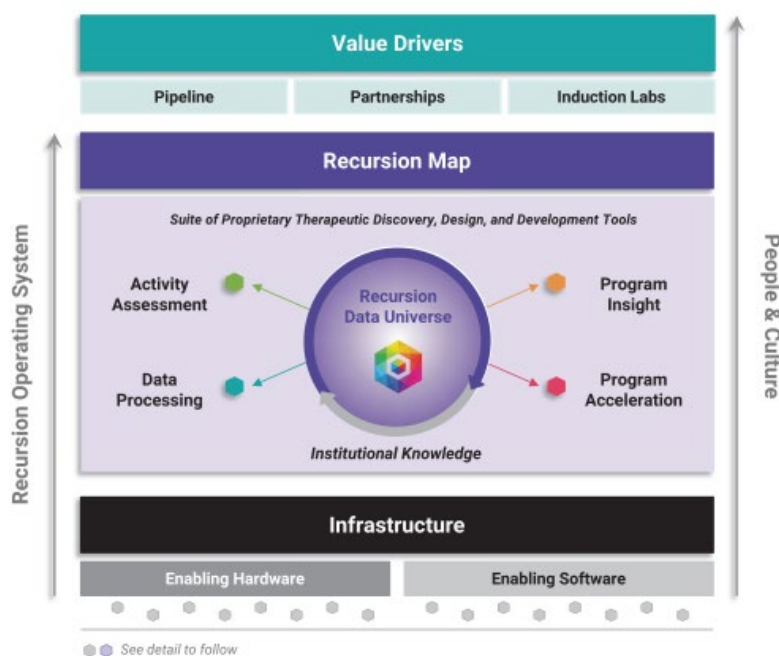 Value Drivers
Pipeline
Partnerships
Induction Labs
Recursion Map
Suite of Proprietary Therapeutic Discovery, Design, and Development Tools
Activity
Assessment
Recursion
Data Universe
Program
Insight
Data
Processing
Program
Acceleration
Institutional Knowledge
Infrastructure
Enabling Hardware
Enabling Software
See detail to follow
Recursion Operating System
People & Culture